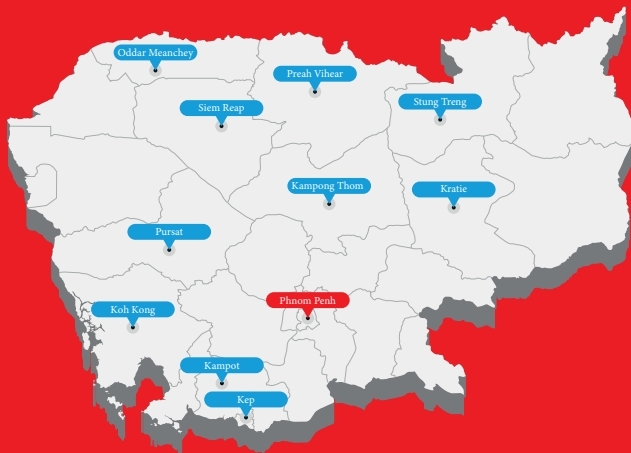 Oddar Meanchey
Preah Vihear
Siem Reap
Stung Treng
Kampong Thom
Kratie
Pursat
Phnom Penh
Koh Kong
Kampot
Kep